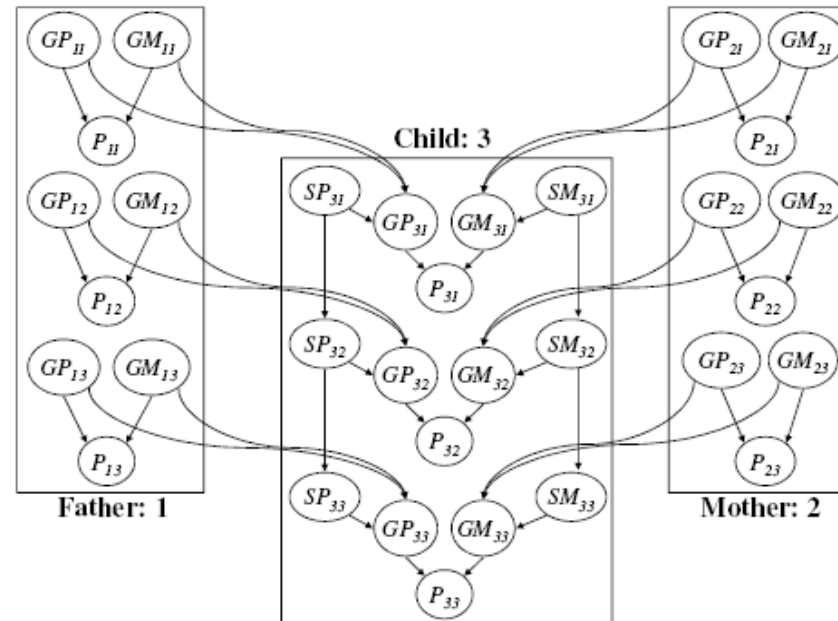 GP₁₁ GM₁₁ GP₂₁ GM₂₁
P₁₁ P₂₁
Child: 3
SP₃₁ SM₃₁
GP₁₂ GM₁₂ GP₃₁ GM₃₁ GP₂₂ GM₂₂
P₃₁
P₁₂ P₂₂
SP₃₂ SM₃₂
GP₁₃ GM₁₃ GP₃₂ GM₃₂ GP₂₃ GM₂₃
P₃₂
P₁₃ P₂₃
SP₃₃ SM₃₃
Father: 1 Mother: 2
GP₃₃ GM₃₃
P₃₃